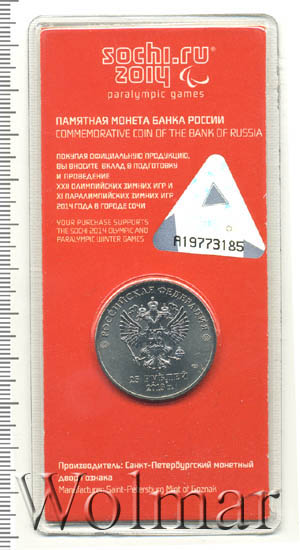 sochi.ru
2014
paralympic games
ПАМЯТНАЯ МОНЕТА БАНКА РОССИИ
COMMEMORATIVE COIN OF THE BANK OF RUSSIA
ПОКУПАЯ ОФИЦИАЛЬНУЮ ПРОДУКЦИЮ,
ВЫ ВНОСИТЕ ВКЛАД В ПОДГОТОВКУ
И ПРОВЕДЕНИЕ
XXII ОЛИМПИЙСКИХ ЗИМНИХ ИГР И
XI ПАРАЛИМПИЙСКИХ ЗИМНИХ ИГР
2014 ГОДА В ГОРОДЕ СОЧИ
YOUR PURCHASE SUPPORTS
THE SOCHI 2014 OLYMPIC AND
PARALYMPIC WINTER GAMES
A19773185
РОССИЙСКАЯ ФЕДЕРАЦИЯ
25 РУБЛЕЙ
Производитель: Санкт-Петербургский монетный
двор Гознака
Manufacturer: Saint-Petersburg Mint of Goznak
Wolmar